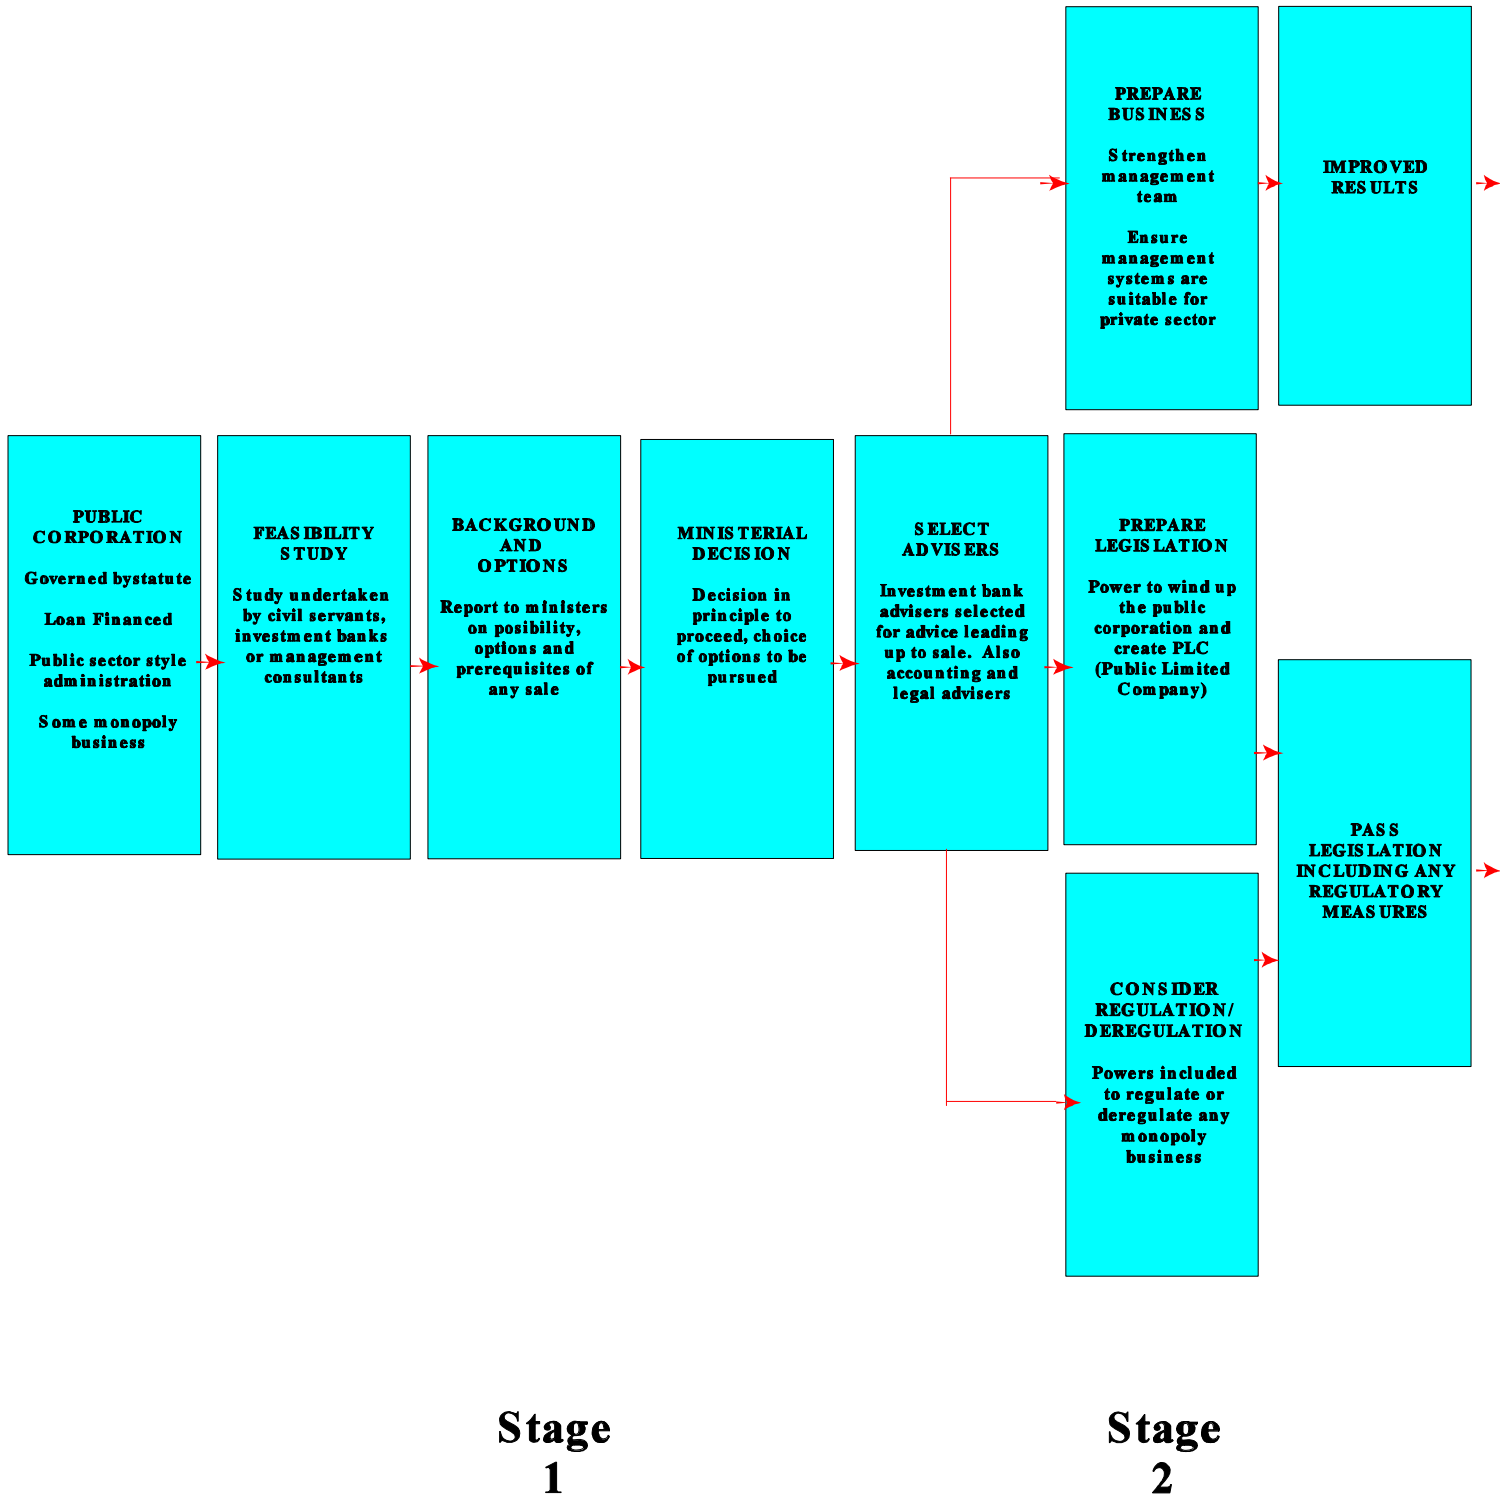 PUBLIC
CORPORATION
Governed bystatute
Loan Financed
Public sector style
administration
Some monopoly
business
FEASIBILITY
STUDY
Study undertaken
by civil servants,
investment banks
or management
consultants
BACKGROUND
AND
OPTIONS
Report to ministers
on posibility,
options and
prerequisites of
any sale
MINISTERIAL
DECISION
Decision in
principle to
proceed, choice
of options to be
pursued
SELECT
ADVISERS
Investment bank
advisers selected
for advice leading
up to sale. Also
accounting and
legal advisers
PREPARE
BUSINESS
Strengthen
management
team
Ensure
management
systems are
suitable for
private sector
IMPROVED
RESULTS
PREPARE
LEGISLATION
Power to wind up
the public
corporation and
create PLC
(Public Limited
Company)
CONSIDER
REGULATION/
DEREGULATION
Powers included
to regulate or
deregulate any
monopoly
business
PASS
LEGISLATION
INCLUDING ANY
REGULATORY
MEASURES
Stage
1
Stage
2